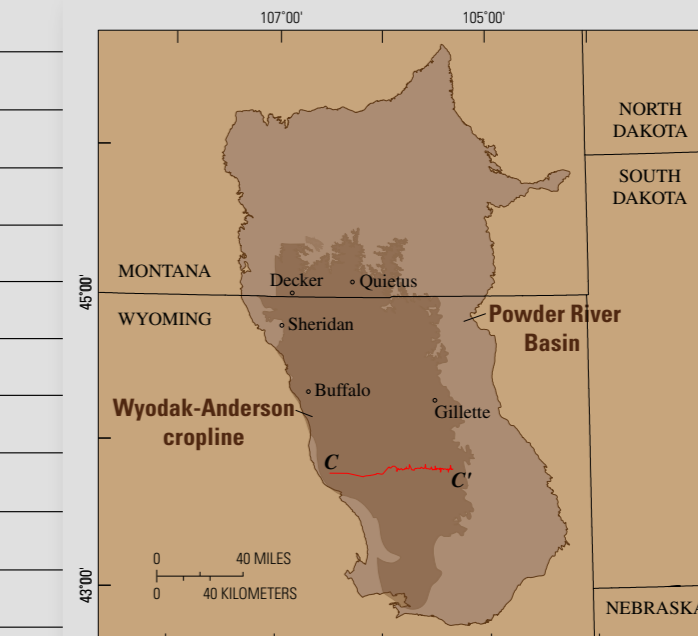 107°00'
105°00'
NORTH
DAKOTA
SOUTH
DAKOTA
MONTANA
Decker
Quietus
45°00'
WYOMING
Sheridan
Powder River
Basin
Buffalo
Wyodak-Anderson
cropline
Gillette
C
C'
0
40 MILES
0
40 KILOMETERS
43°00'
NEBRASKA